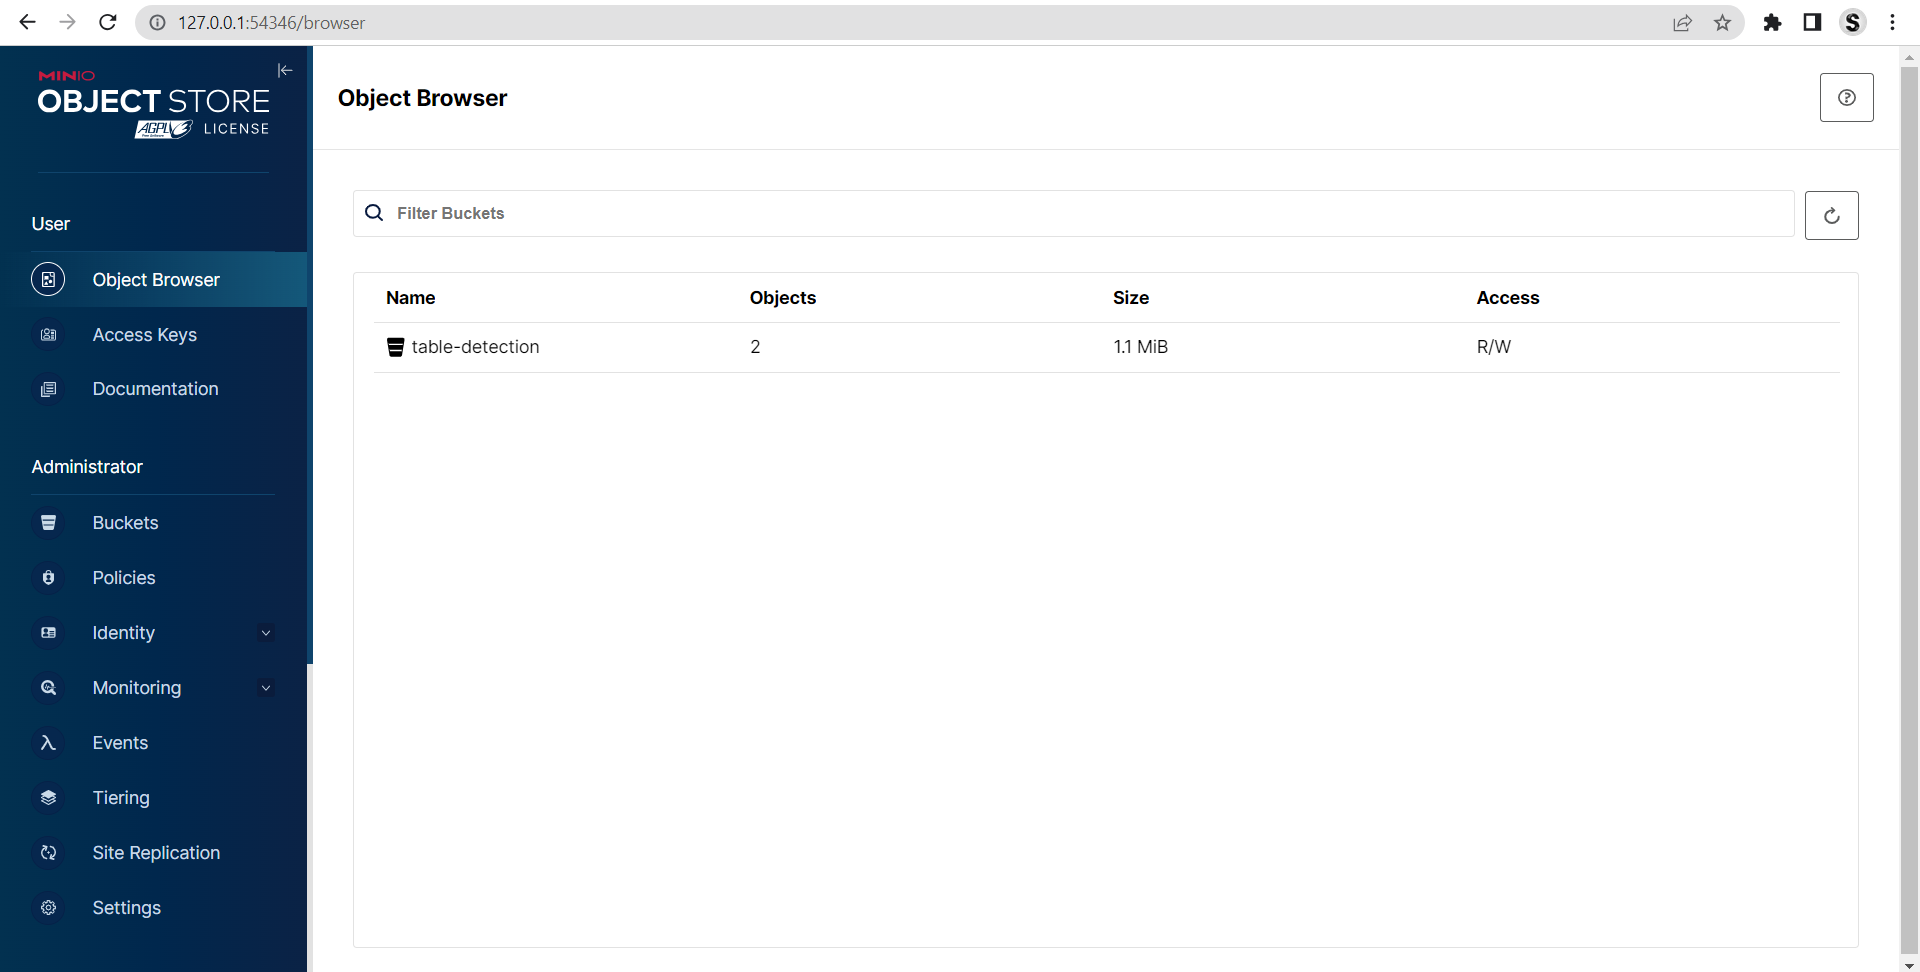 127.0.0.1:54346/browser
MINIO
OBJECT STORE
AGPLv3 LICENSE
Free Software
User
Object Browser
Access Keys
Documentation
Administrator
Buckets
Policies
Identity
Monitoring
Events
Tiering
Site Replication
Settings
Object Browser
Filter Buckets
Name Objects Size Access
table-detection 2 1.1 MiB R/W